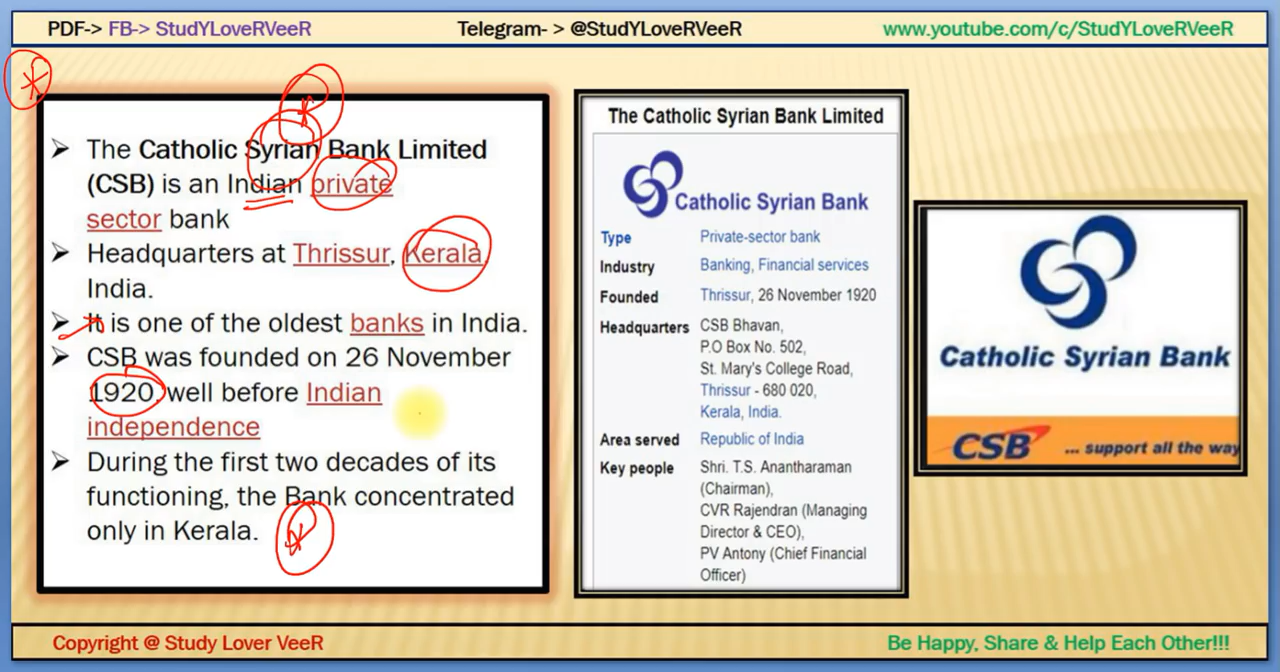 PDF-> FB-> StudYLoveRVeeR
Telegram- > @StudYLoveRVeeR
www.youtube.com/c/StudYLoveRVeeR
The Catholic Syrian Bank Limited
(CSB) is an Indian private
sector bank
Headquarters at Thrissur, Kerala,
India.
It is one of the oldest banks in India.
CSB was founded on 26 November
1920, well before Indian
independence
During the first two decades of its
functioning, the Bank concentrated
only in Kerala.
The Catholic Syrian Bank Limited
Catholic Syrian Bank
Type Private-sector bank
Industry Banking, Financial services
Founded Thrissur, 26 November 1920
Headquarters CSB Bhavan,
P.O Box No. 502,
St. Mary's College Road,
Thrissur - 680 020,
Kerala, India.
Area served Republic of India
Key people Shri. T.S. Anantharaman
(Chairman),
CVR Rajendran (Managing
Director & CEO),
PV Antony (Chief Financial
Officer)
Catholic Syrian Bank
CSB ... support all the way
Copyright @ Study Lover VeeR
Be Happy, Share & Help Each Other!!!